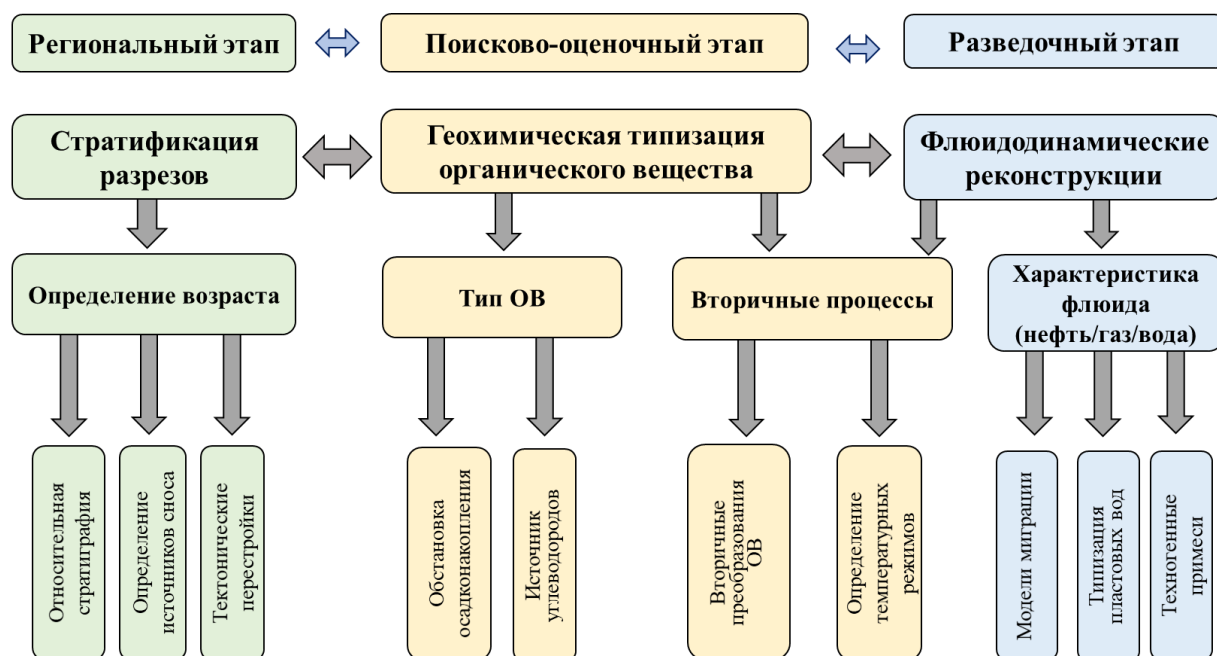 Региональный этап
Поисково-оценочный этап
Разведочный этап
Стратификация
разрезов
Геохимическая типизация
органического вещества
Флюидодинамические
реконструкции
Определение возраста
Тип ОВ
Вторичные процессы
Характеристика
флюида
(нефть/газ/вода)
Относительная
стратиграфия
Определение
источников сноса
Тектонические
перестройки
Обстановка
осадконакопления
Источник
углеводородов
Вторичные
преобразования
ОВ
Определение
температурных
режимов
Модели миграции
Типизация
пластовых вод
Техногенные
примеси